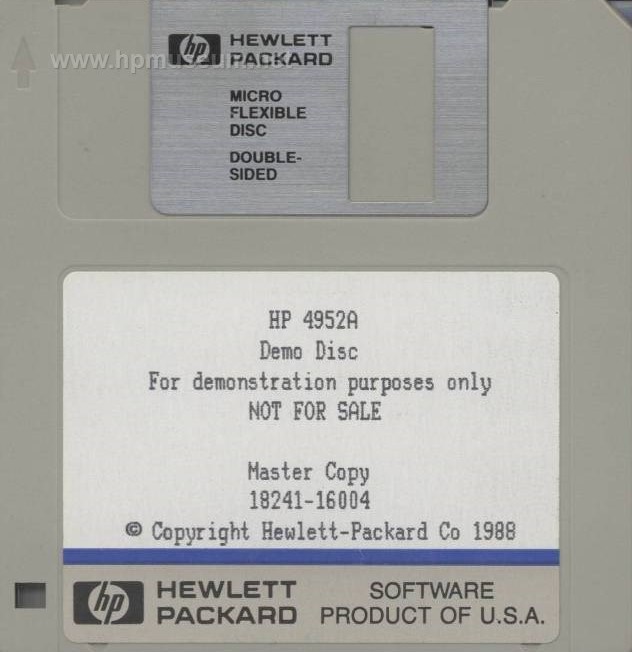 www.hpmuseum.net
hp HEWLETT
PACKARD
MICRO
FLEXIBLE
DISC
DOUBLE-
SIDED
HP 4952A
Demo Disc
For demonstration purposes only
NOT FOR SALE
Master Copy
18241-16004
© Copyright Hewlett-Packard Co 1988
hp HEWLETT
PACKARD
SOFTWARE
PRODUCT OF U.S.A.